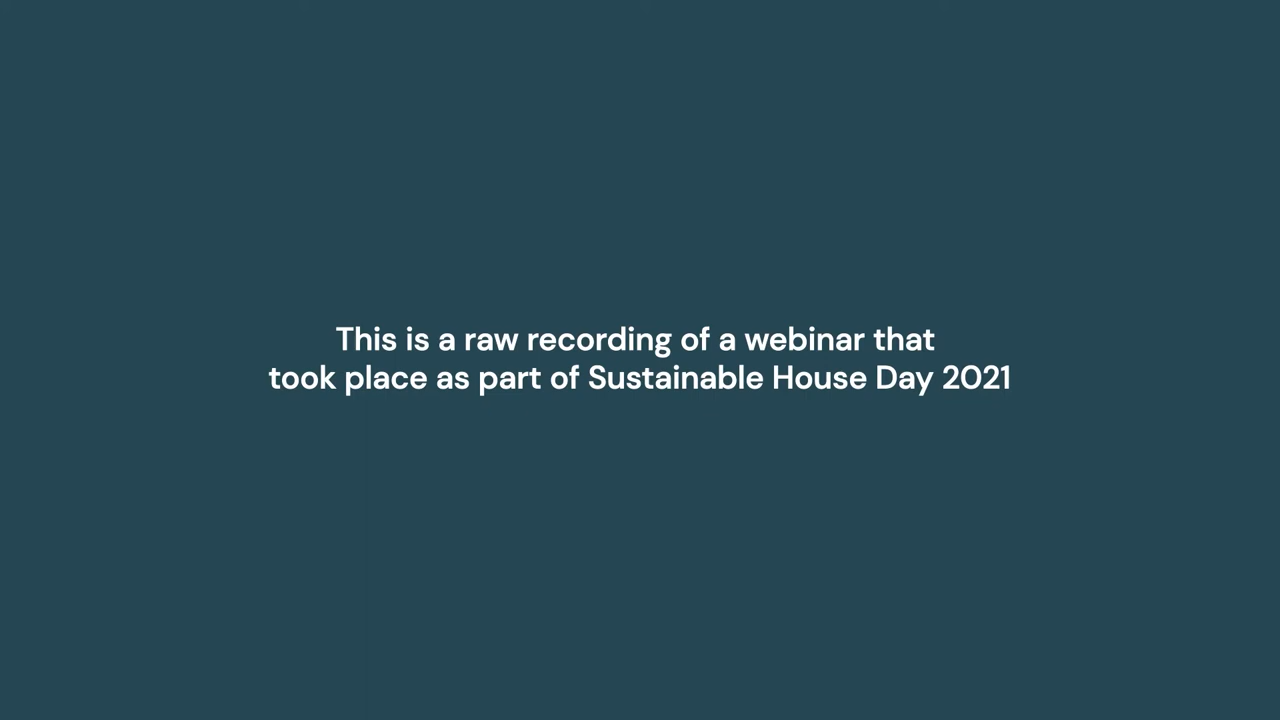 This is a raw recording of a webinar that
took place as part of Sustainable House Day 2021